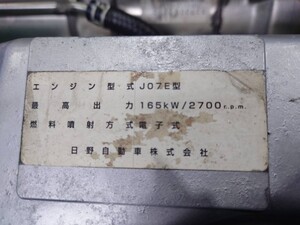 エンジン型式J07E型
最高出力165kW/2700r.p.m.
燃料噴射方式電子式
日野自動車株式会社